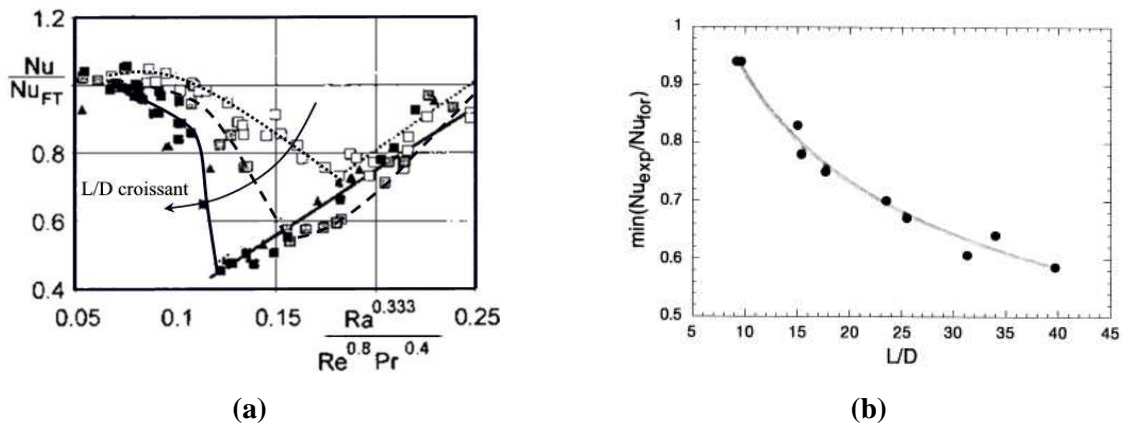 1.2
1.0
0.8
0.6
0.4
Nu
Nu_FT
L/D croissant
0.05 0.1 0.15 0.25
Ra^0.333
Re^0.8 Pr^0.4
(a)
1
0.9
0.8
0.7
0.6
0.5
min(Nu_exp/Nu_for)
5 10 15 20 25 30 35 40 45
L/D
(b)